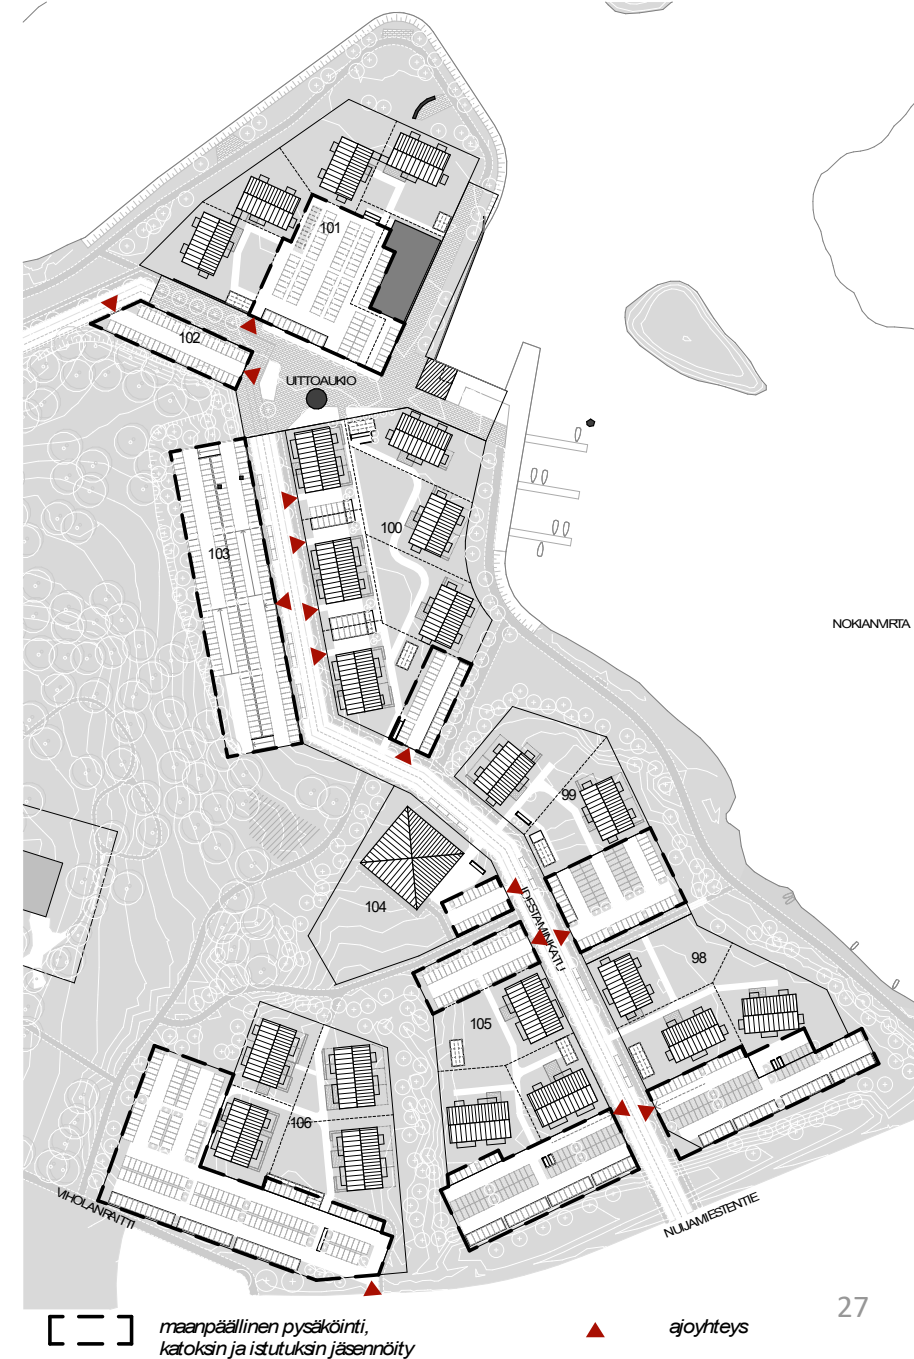 101
102
UITTOAUKIO
100
103
NOKIANVIRTA
99
104
IDESTAMINKATU
98
105
106
VIHOLANRAITTI
NUIJAMIESTENTIE
27
maanpäällinen pysäköinti,
katoksin ja istutuksin jäsennöity
ajoyhteys